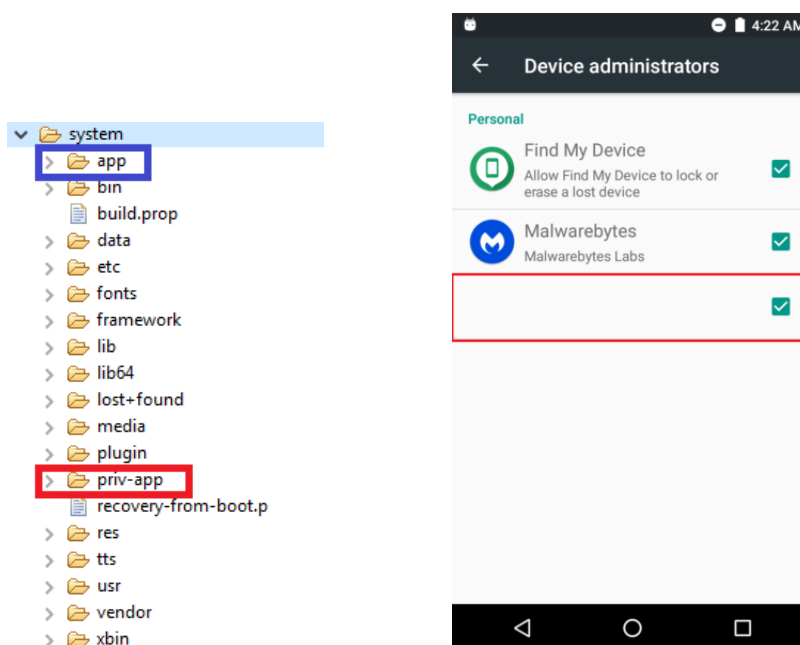 system
app
bin
build.prop
data
etc
fonts
framework
lib
lib64
lost+found
media
plugin
priv-app
recovery-from-boot.p
res
tts
usr
vendor
xbin
4:22 AM
Device administrators
Personal
Find My Device
Allow Find My Device to lock or
erase a lost device
Malwarebytes
Malwarebytes Labs